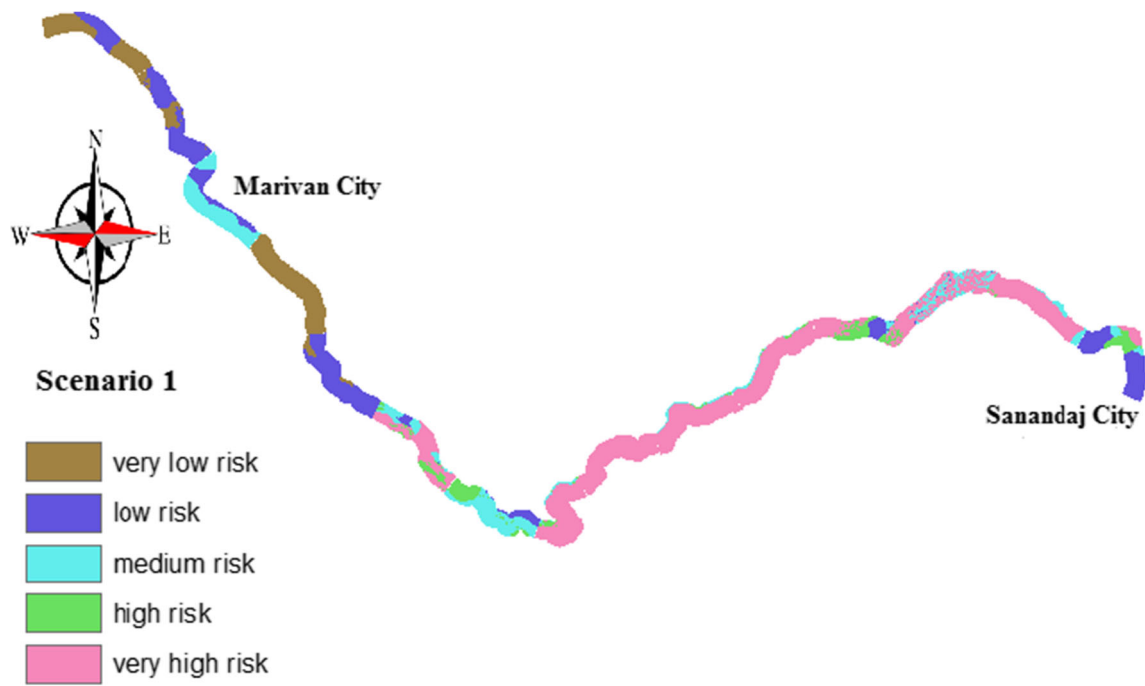 N
Marivan City
W
E
S
Scenario 1
Sanandaj City
very low risk
low risk
medium risk
high risk
very high risk